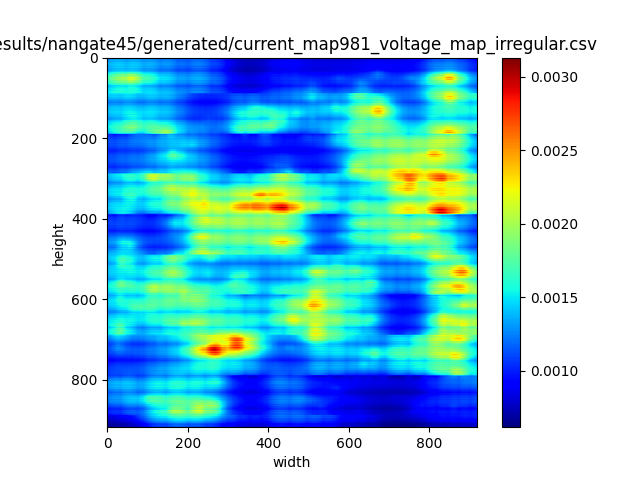 esults/nangate45/generated/current_map981_voltage_map_irregular.csv
0
200
400
600
800
height
0 200 400 600 800
width
0.0030
0.0025
0.0020
0.0015
0.0010